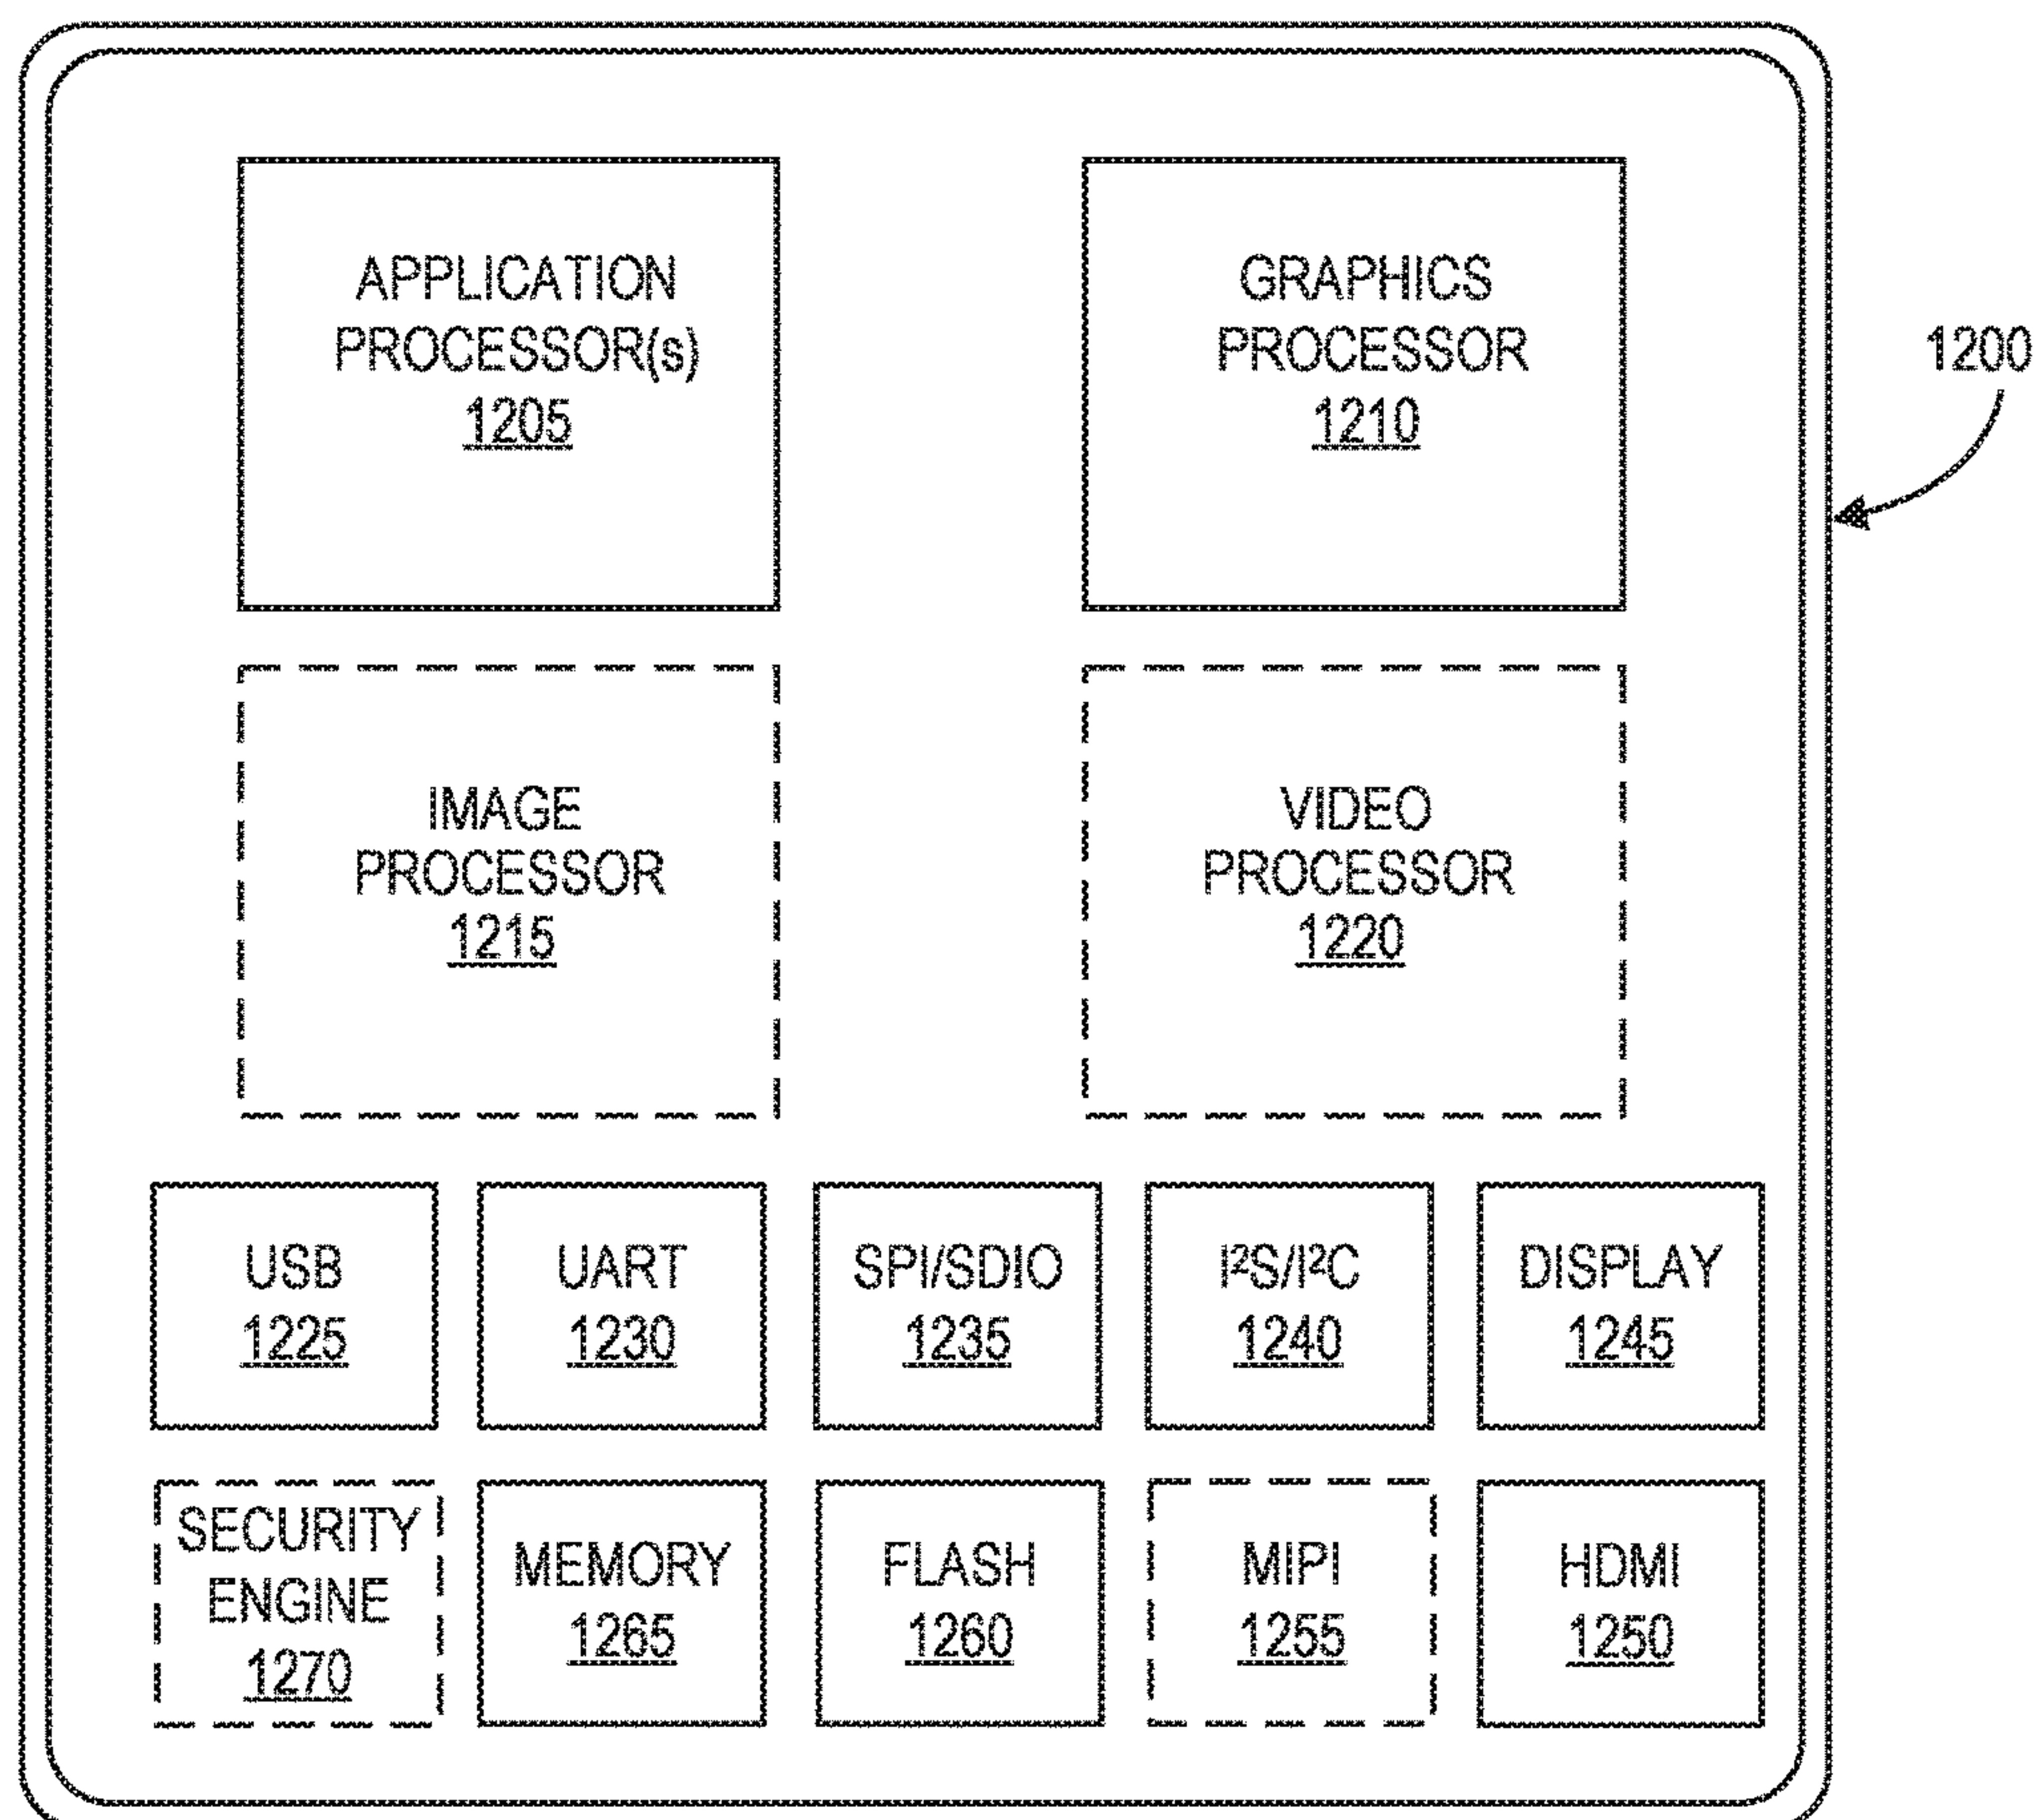 APPLICATION
PROCESSOR(s)
1205
GRAPHICS
PROCESSOR
1210
1200
IMAGE
PROCESSOR
1215
VIDEO
PROCESSOR
1220
USB
1225
UART
1230
SPI/SDIO
1235
I²S/I²C
1240
DISPLAY
1245
SECURITY
ENGINE
1270
MEMORY
1265
FLASH
1260
MIPI
1255
HDMI
1250